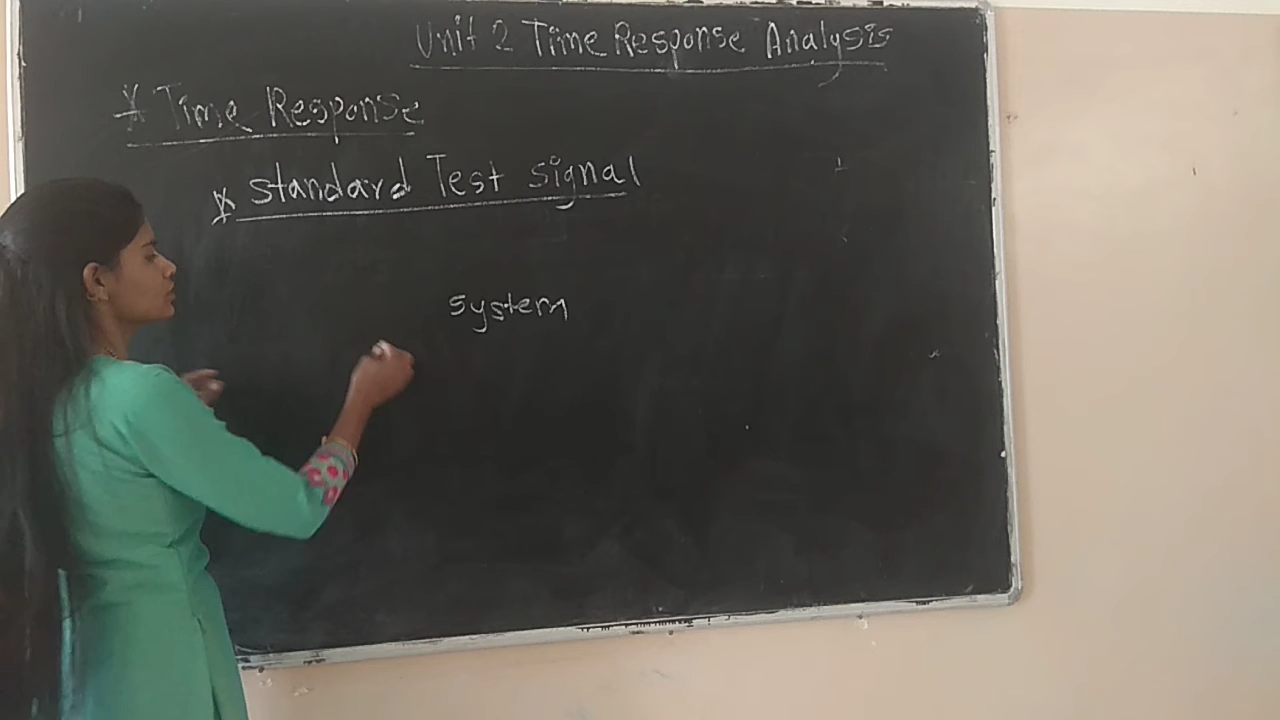 Unit 2 Time Response Analysis
* Time Response
* Standard Test signal
system